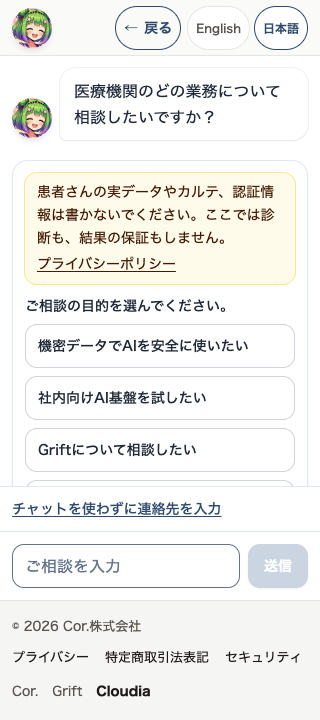 ← 戻る
English
日本語
医療機関のどの業務について
相談したいですか？
患者さんの実データやカルテ、認証情
報は書かないでください。ここでは診
断も、結果の保証もしません。
プライバシーポリシー
ご相談の目的を選んでください。
機密データでAIを安全に使いたい
社内向けAI基盤を試したい
Griftについて相談したい
チャットを使わずに連絡先を入力
ご相談を入力
送信
© 2026 Cor.株式会社
プライバシー 特定商取引法表記 セキュリティ
Cor. Grift Cloudia